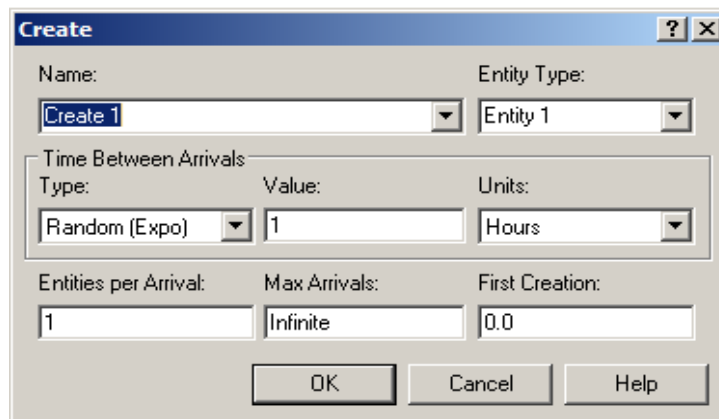 Create
Name: Entity Type:
Create 1 Entity 1
Time Between Arrivals
Type: Value: Units:
Random (Expo) 1 Hours
Entities per Arrival: Max Arrivals: First Creation:
1 Infinite 0.0
OK Cancel Help